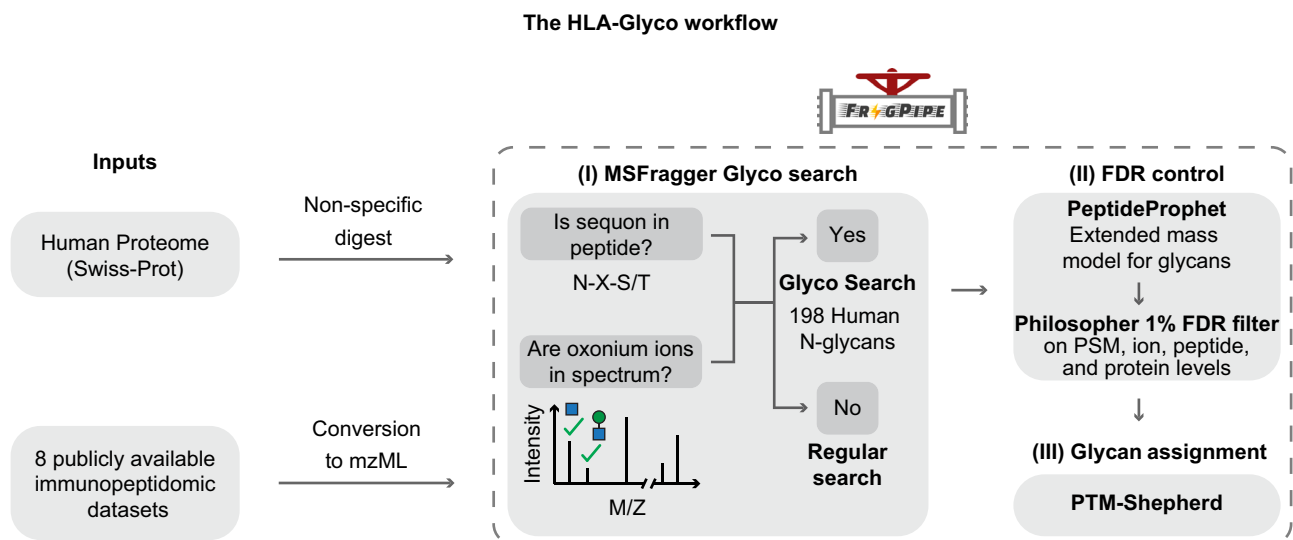 The HLA-Glyco workflow
FRAGPIPE
Inputs
Human Proteome
(Swiss-Prot)
Non-specific
digest
8 publicly available
immunopeptidomic
datasets
Conversion
to mzML
(I) MSFragger Glyco search
Is sequon in
peptide?
N-X-S/T
Are oxonium ions
in spectrum?
Intensity
M/Z
Yes
Glyco Search
198 Human
N-glycans
No
Regular
search
(II) FDR control
PeptideProphet
Extended mass
model for glycans
Philosopher 1% FDR filter
on PSM, ion, peptide,
and protein levels
(III) Glycan assignment
PTM-Shepherd